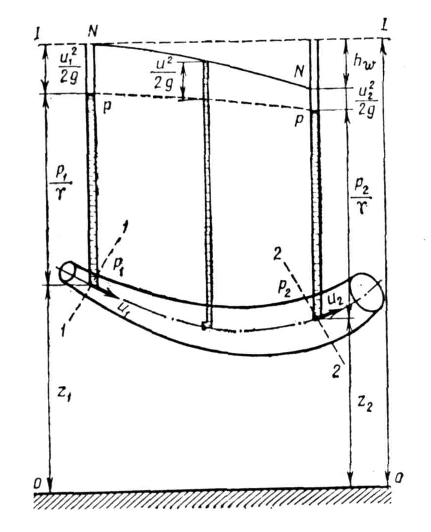 I N I
u₁²/2g u²/2g N h_w
P P u₂²/2g
p₁/γ p₂/γ
1 P₁ 2 P₂
u₁ u₂
1 2
z₁ z₂
0 0